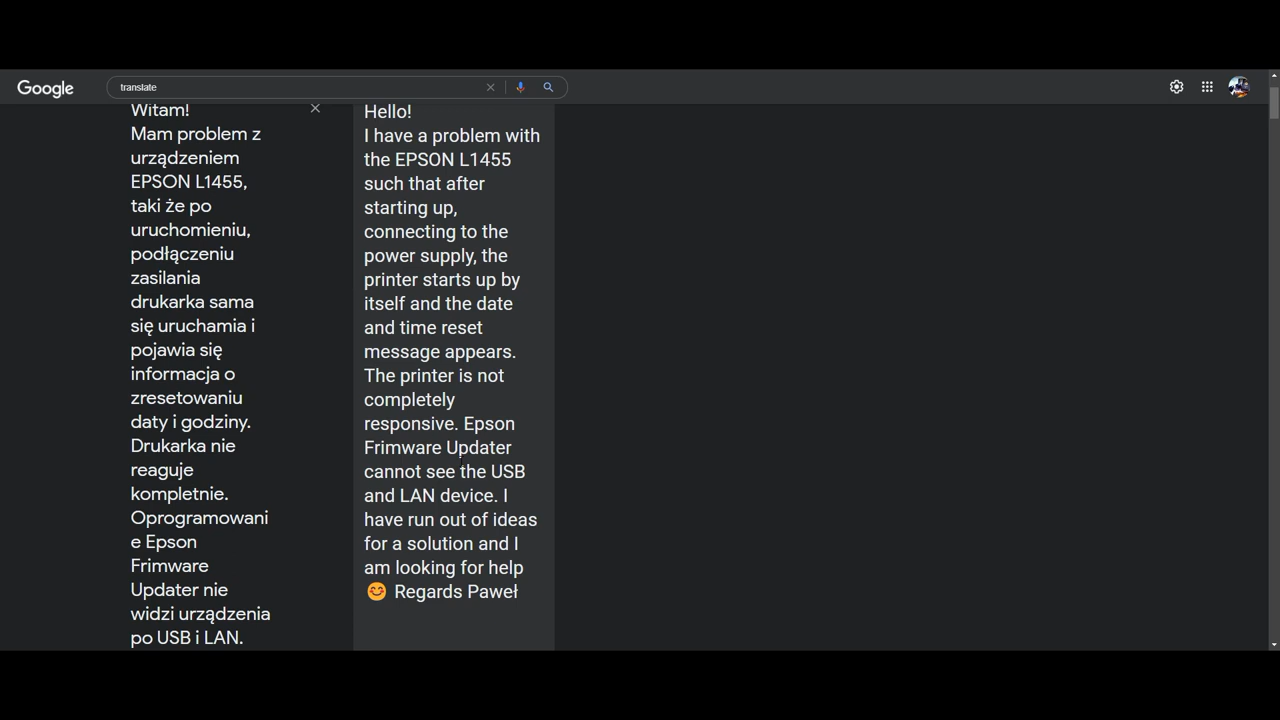 Google
translate
Witam!
Mam problem z
urządzeniem
EPSON L1455,
taki że po
uruchomieniu,
podłączeniu
zasilania
drukarka sama
się uruchamia i
pojawia się
informacja o
zresetowaniu
daty i godziny.
Drukarka nie
reaguje
kompletnie.
Oprogramowani
e Epson
Frimware
Updater nie
widzi urządzenia
po USB i LAN.
Hello!
I have a problem with
the EPSON L1455
such that after
starting up,
connecting to the
power supply, the
printer starts up by
itself and the date
and time reset
message appears.
The printer is not
completely
responsive. Epson
Frimware Updater
cannot see the USB
and LAN device. I
have run out of ideas
for a solution and I
am looking for help
😊 Regards Paweł